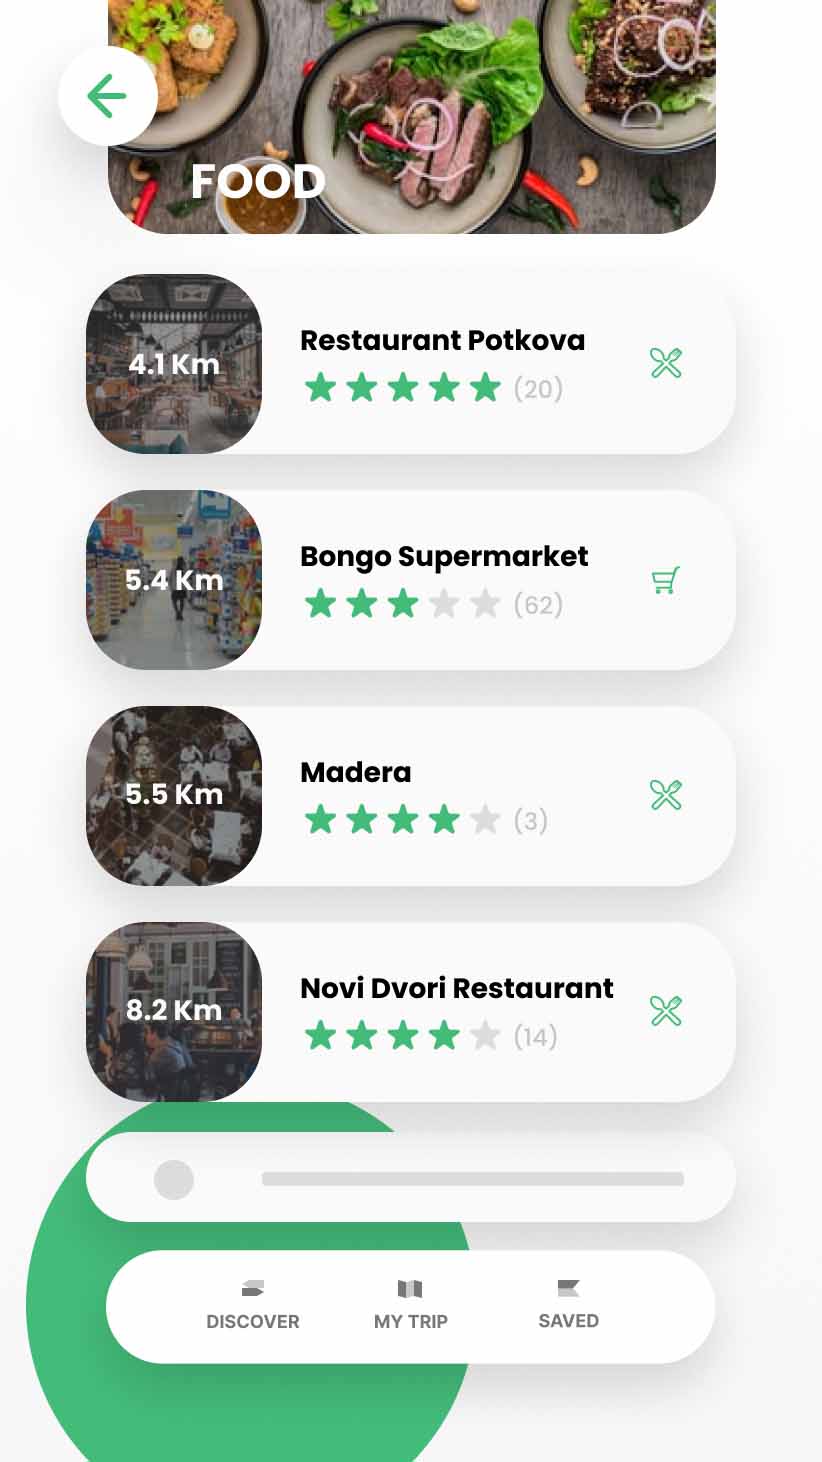 FOOD
4.1 Km
Restaurant Potkova
(20)
5.4 Km
Bongo Supermarket
(62)
5.5 Km
Madera
(3)
8.2 Km
Novi Dvori Restaurant
(14)
DISCOVER
MY TRIP
SAVED